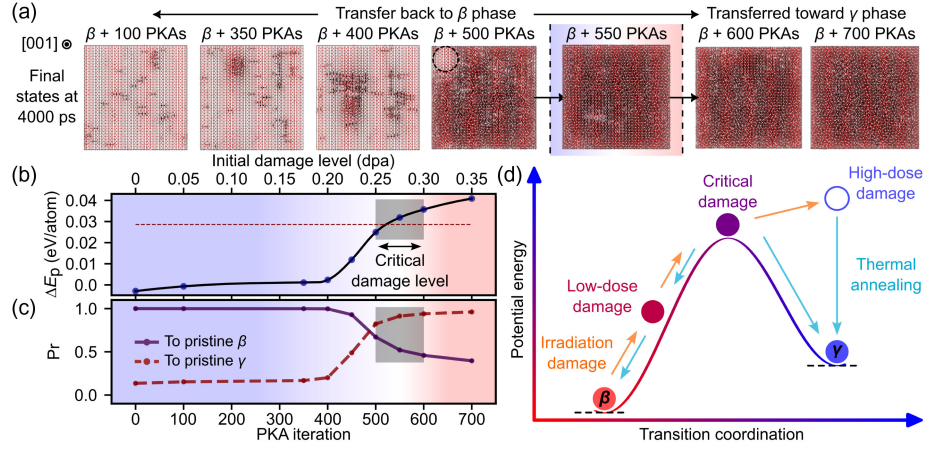 (a)
Transfer back to β phase
Transferred toward γ phase
β + 100 PKAs
β + 350 PKAs
β + 400 PKAs
β + 500 PKAs
β + 550 PKAs
β + 600 PKAs
β + 700 PKAs
[001]
Final
states at
4000 ps
Initial damage level (dpa)
(b)
0
0.05
0.10
0.15
0.20
0.25
0.30
0.35
ΔEp (eV/atom)
0.04
0.03
0.02
0.01
0.0
Critical
damage level
(c)
Pr
1.0
0.5
0.0
To pristine β
To pristine γ
0
100
200
300
400
500
600
700
PKA iteration
(d)
Potential energy
Critical
damage
High-dose
damage
Low-dose
damage
Thermal
annealing
Irradiation
damage
β
γ
Transition coordination